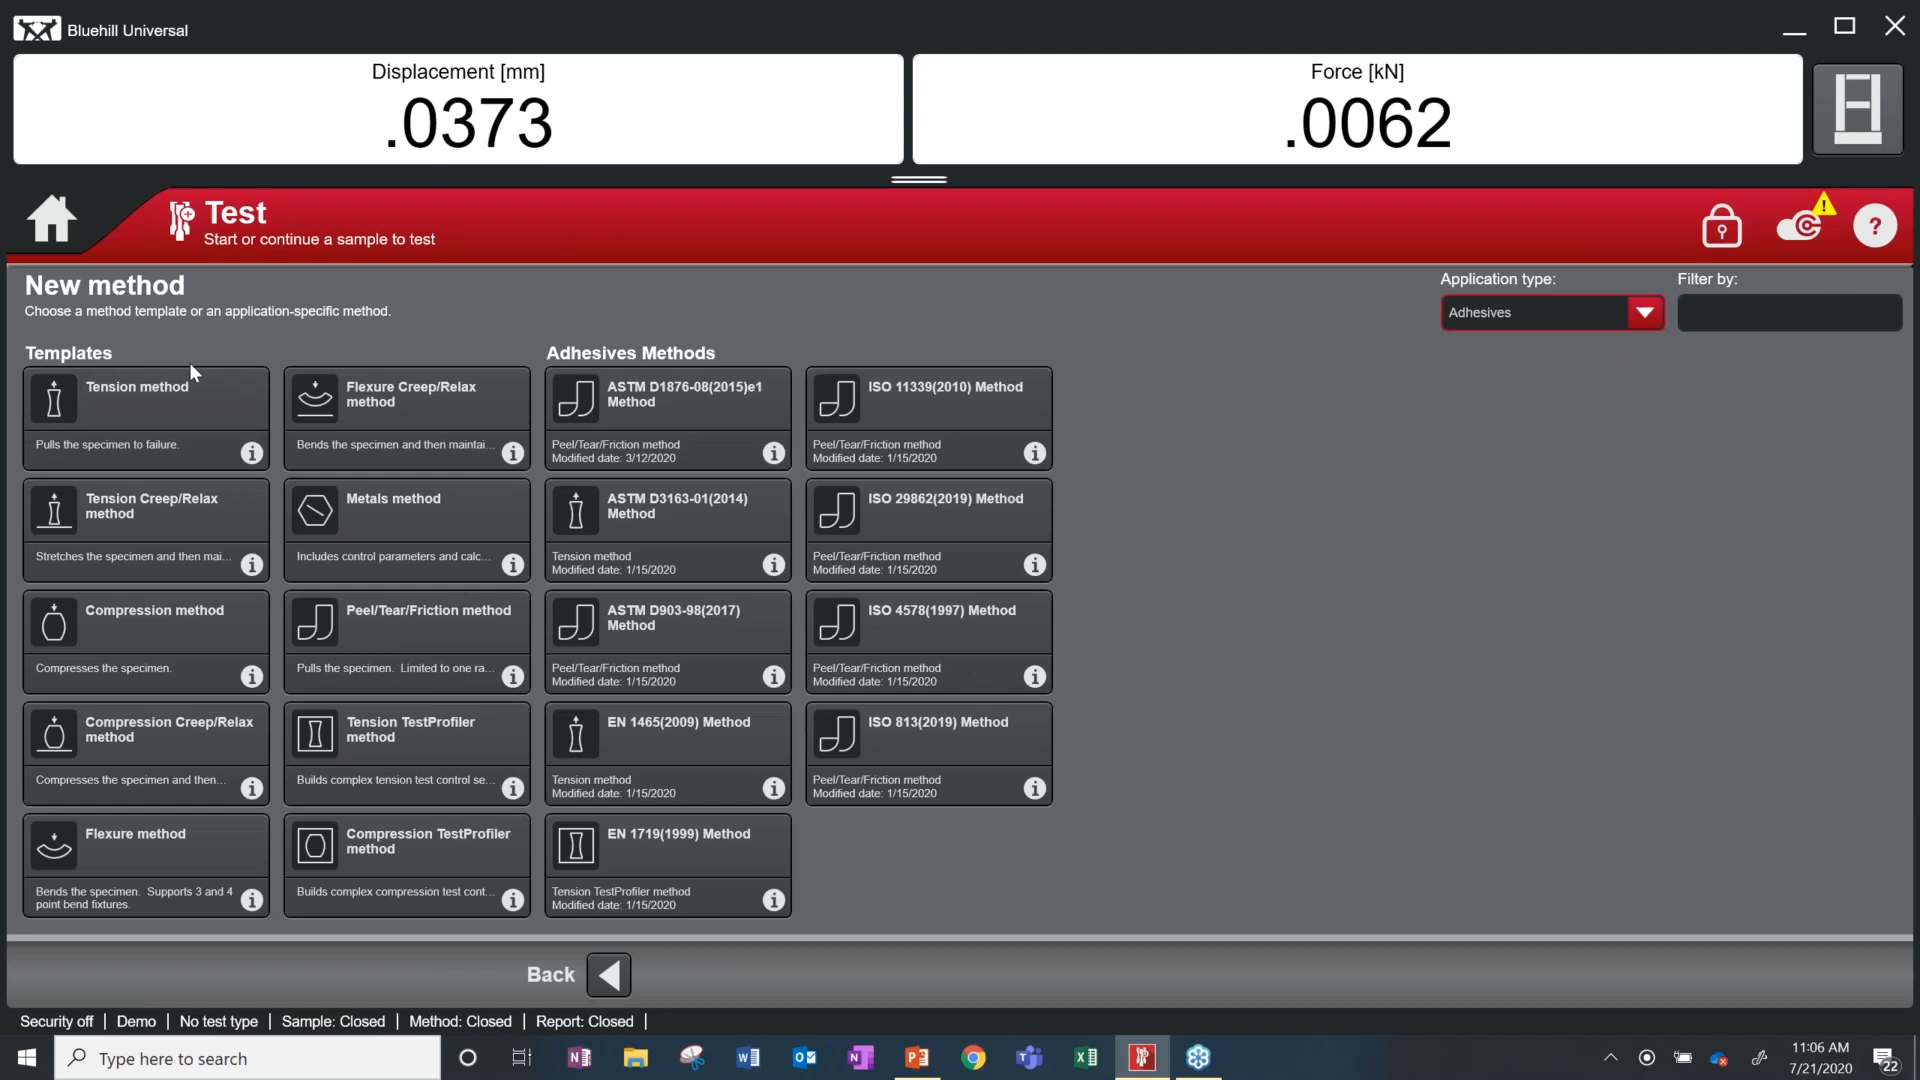 Bluehill Universal
Displacement [mm]
.0373
Force [kN]
.0062
Test
Start or continue a sample to test
?
New method
Choose a method template or an application-specific method.
Application type:
Adhesives
Filter by:
Templates
Tension method
Pulls the specimen to failure.
Flexure Creep/Relax
method
Bends the specimen and then maintai...
Tension Creep/Relax
method
Stretches the specimen and then mai...
Metals method
Includes control parameters and calc...
Compression method
Compresses the specimen.
Peel/Tear/Friction method
Pulls the specimen. Limited to one ra...
Compression Creep/Relax
method
Compresses the specimen and then...
Tension TestProfiler
method
Builds complex tension test control se...
Flexure method
Bends the specimen. Supports 3 and 4
point bend fixtures.
Compression TestProfiler
method
Builds complex compression test cont...
Adhesives Methods
ASTM D1876-08(2015)e1
Method
Peel/Tear/Friction method
Modified date: 3/12/2020
ISO 11339(2010) Method
Peel/Tear/Friction method
Modified date: 1/15/2020
ASTM D3163-01(2014)
Method
Tension method
Modified date: 1/15/2020
ISO 29862(2019) Method
Peel/Tear/Friction method
Modified date: 1/15/2020
ASTM D903-98(2017)
Method
Peel/Tear/Friction method
Modified date: 1/15/2020
ISO 4578(1997) Method
Peel/Tear/Friction method
Modified date: 1/15/2020
EN 1465(2009) Method
Tension method
Modified date: 1/15/2020
ISO 813(2019) Method
Peel/Tear/Friction method
Modified date: 1/15/2020
EN 1719(1999) Method
Tension TestProfiler method
Modified date: 1/15/2020
Back
Security off | Demo | No test type | Sample: Closed | Method: Closed | Report: Closed |
Type here to search
11:06 AM
7/21/2020
22